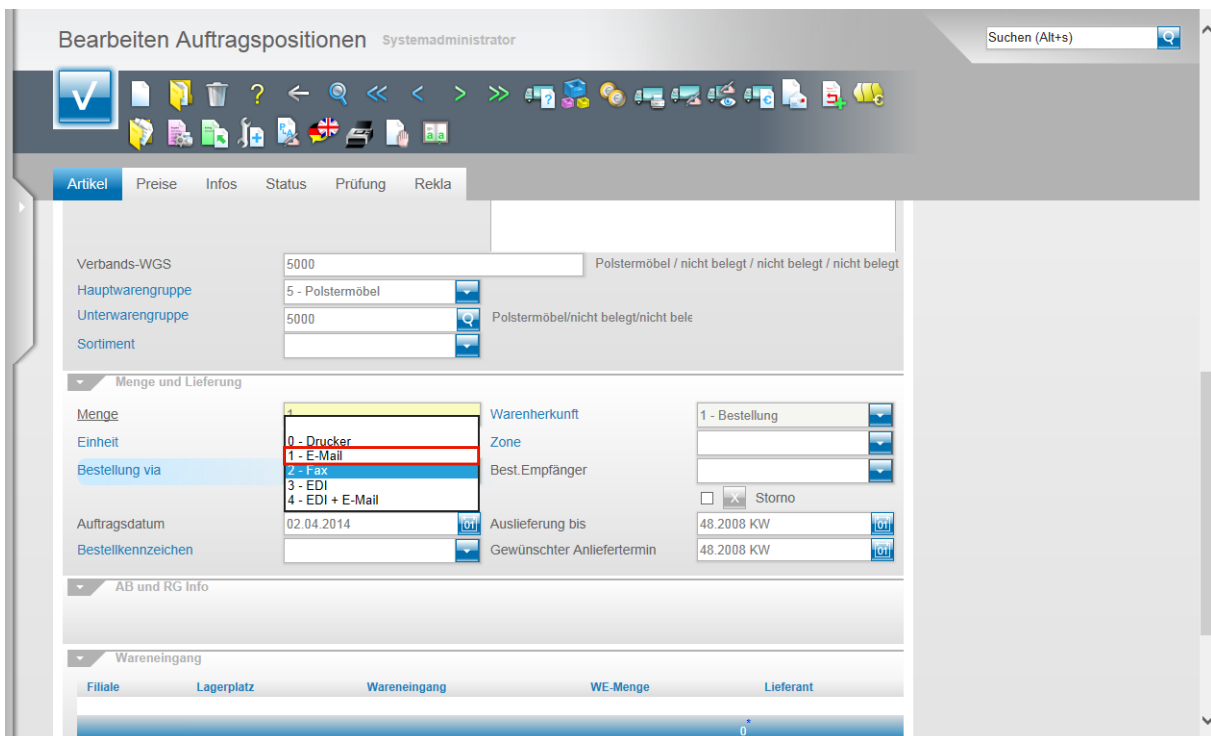 Bearbeiten Auftragspositionen Systemadministrator
Suchen (Alt+s)
Artikel Preise Infos Status Prüfung Rekla
Verbands-WGS 5000 Polstermöbel / nicht belegt / nicht belegt / nicht belegt
Hauptwarengruppe 5 - Polstermöbel
Unterwarengruppe 5000 Polstermöbel/nicht belegt/nicht bele
Sortiment
Menge und Lieferung
Menge 1 Warenherkunft 1 - Bestellung
Einheit 0 - Drucker Zone
1 - E-Mail
Bestellung via 2 - Fax Best.Empfänger
3 - EDI
4 - EDI + E-Mail X Storno
Auftragsdatum 02.04.2014 01 Auslieferung bis 48.2008 KW 01
Bestellkennzeichen Gewünschter Anliefertermin 48.2008 KW 01
AB und RG Info
Wareneingang
Filiale Lagerplatz Wareneingang WE-Menge Lieferant
0*